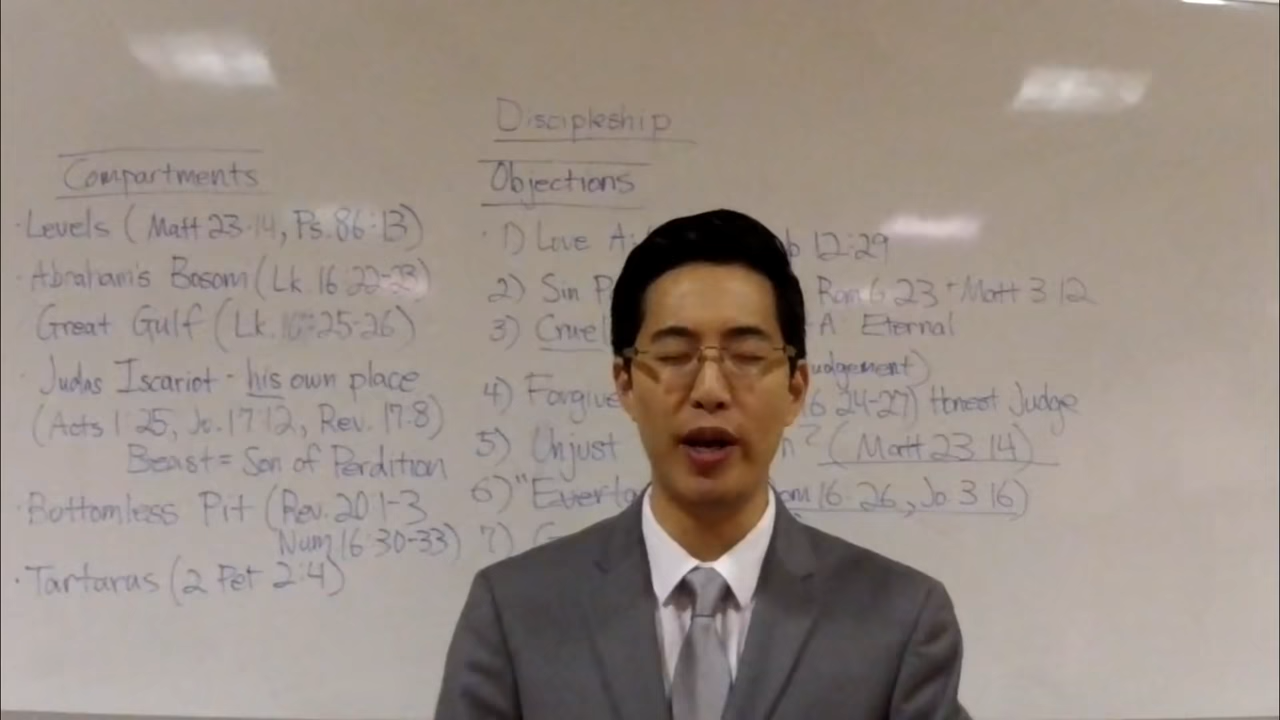 Discipleship
Compartments
· Levels ( Matt 23:14, Ps. 86:13)
· Abraham's Bosom (Lk. 16:22-23)
Great Gulf (Lk. 16:25-26)
· Judas Iscariot - his own place
(Acts 1:25, Jo. 17:12, Rev. 17:8)
Beast = Son of Perdition
· Bottomless Pit (Rev. 20:1-3
Num 16:30-33)
· Tartarus (2 Pet 2:4)
Objections
· 1) Love 12:29
2) Sin Rom 6:23 + Matt 3:12
3) Cruel A Eternal
4) 24-27) Honest Judge
5) Unjust (Matt 23:14)
6) 16:26, Jo. 3:16)
7)